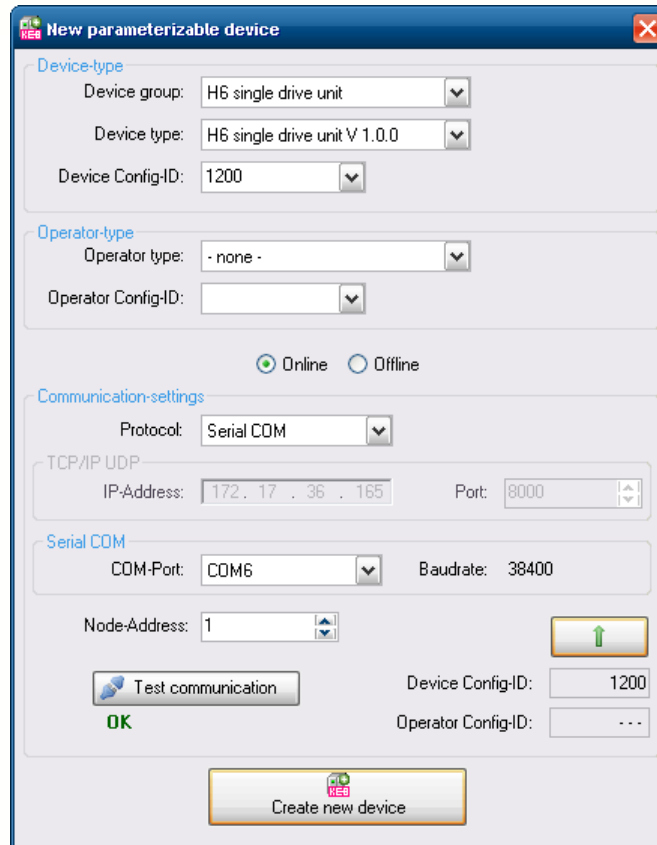 New parameterizable device
Device-type
Device group: H6 single drive unit
Device type: H6 single drive unit V 1.0.0
Device Config-ID: 1200
Operator-type
Operator type: - none -
Operator Config-ID:
Online Offline
Communication-settings
Protocol: Serial COM
TCP/IP UDP
IP-Address: 172 . 17 . 36 . 165 Port: 8000
Serial COM
COM-Port: COM6 Baudrate: 38400
Node-Address: 1
Test communication Device Config-ID: 1200
OK Operator Config-ID: ---
KEB
Create new device